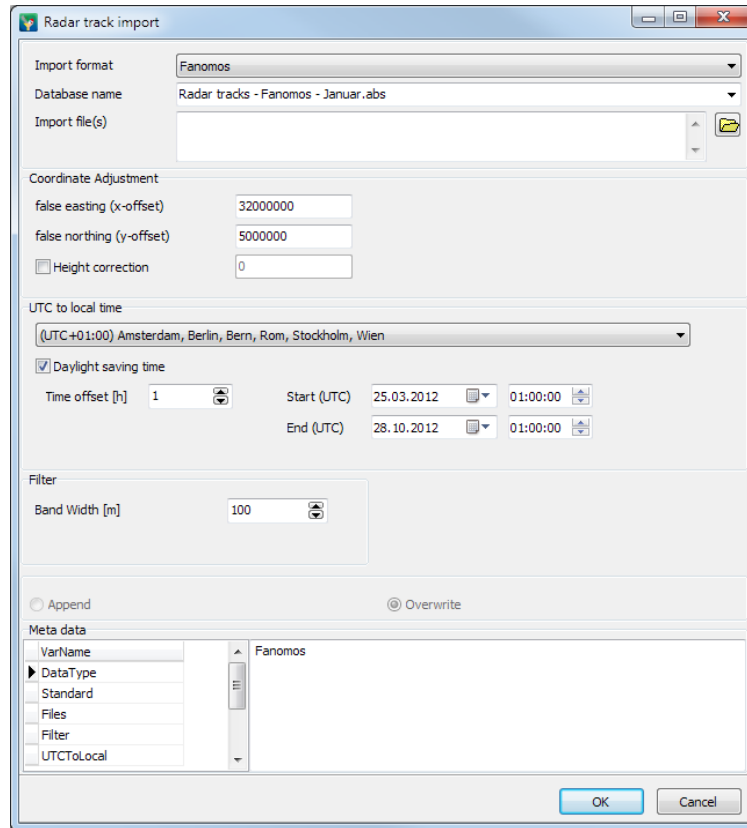 Radar track import
Import format Fanomos
Database name Radar tracks - Fanomos - Januar.abs
Import file(s)
Coordinate Adjustment
false easting (x-offset) 32000000
false northing (y-offset) 5000000
Height correction 0
UTC to local time
(UTC+01:00) Amsterdam, Berlin, Bern, Rom, Stockholm, Wien
Daylight saving time
Time offset [h] 1 Start (UTC) 25.03.2012 01:00:00
End (UTC) 28.10.2012 01:00:00
Filter
Band Width [m] 100
Append Overwrite
Meta data
VarName Fanomos
DataType
Standard
Files
Filter
UTCToLocal
OK Cancel